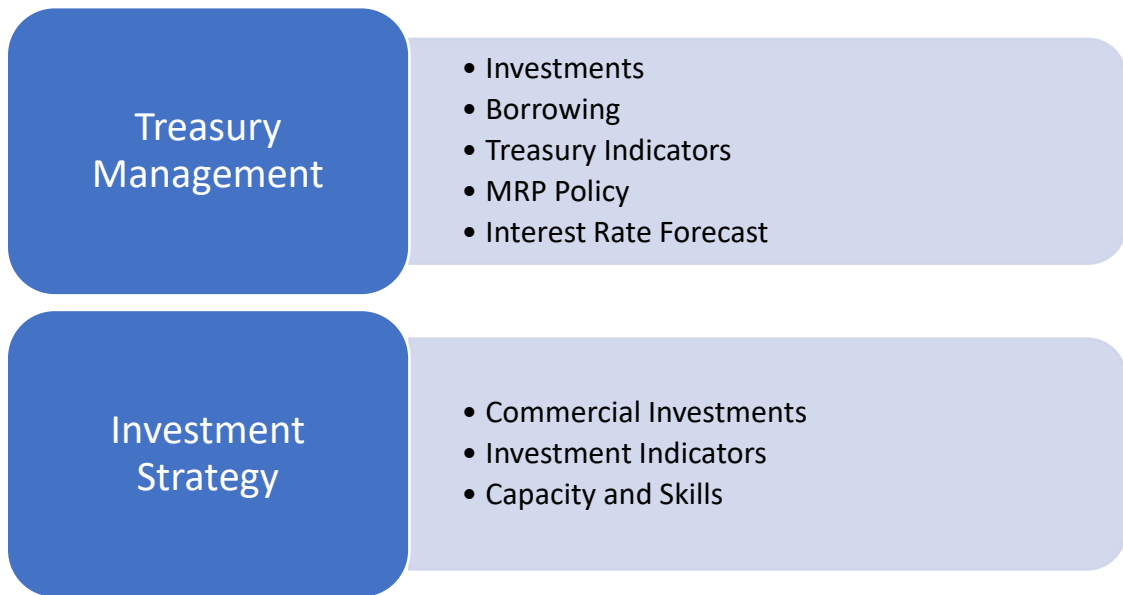 Treasury
Management
• Investments
• Borrowing
• Treasury Indicators
• MRP Policy
• Interest Rate Forecast
Investment
Strategy
• Commercial Investments
• Investment Indicators
• Capacity and Skills